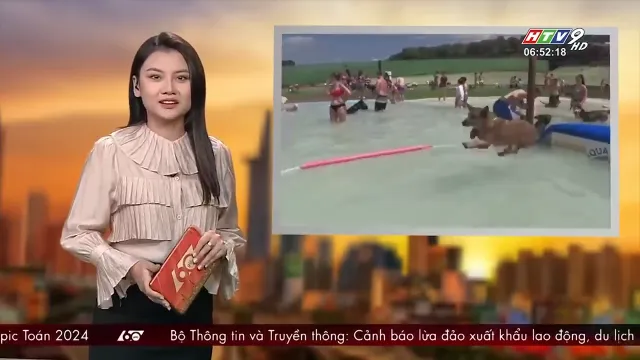 HTV9 HD
06:52:18
AQUA
pic Toán 2024 60 Bộ Thông tin và Truyền thông: Cảnh báo lừa đảo xuất khẩu lao động, du lịch